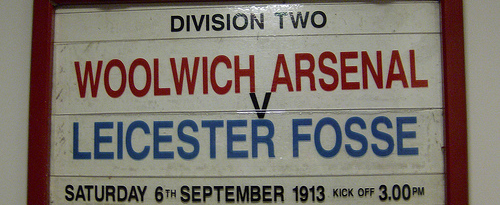 DIVISION TWO
WOOLWICH ARSENAL
V
LEICESTER FOSSE
SATURDAY 6TH SEPTEMBER 1913 KICK OFF 3.00PM